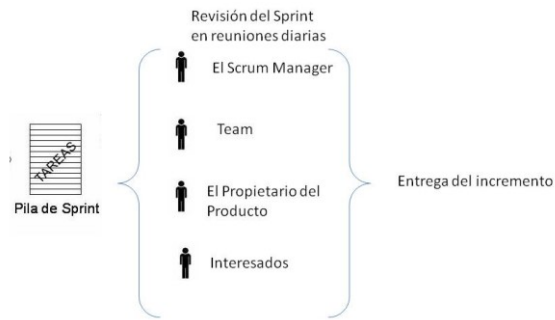 Revisión del Sprint
en reuniones diarias
El Scrum Manager
Team
TAREAS
Pila de Sprint
El Propietario del
Producto
Interesados
Entrega del incremento